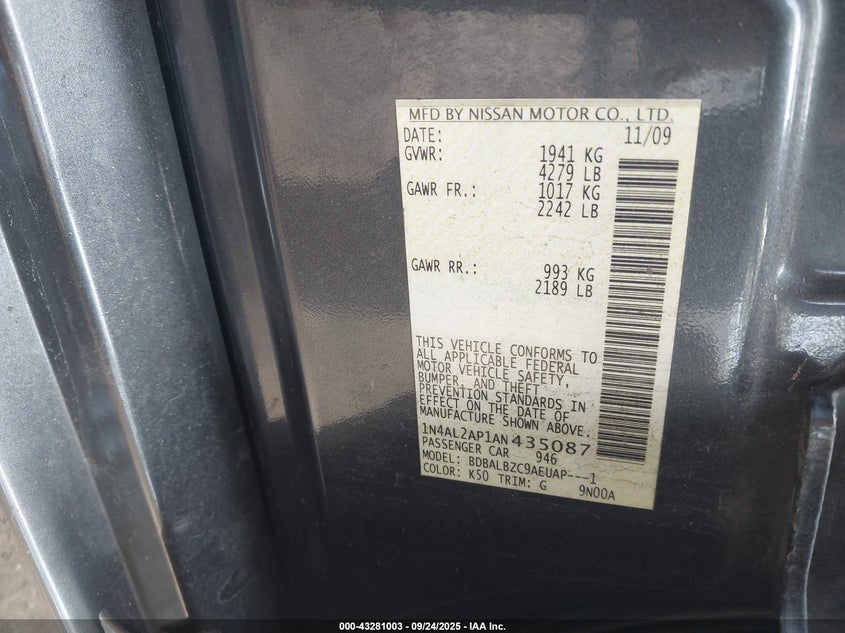 MFD BY NISSAN MOTOR CO., LTD.
DATE: 11/09
GVWR: 1941 KG
4279 LB
GAWR FR.: 1017 KG
2242 LB
GAWR RR.: 993 KG
2189 LB
THIS VEHICLE CONFORMS TO
ALL APPLICABLE FEDERAL
MOTOR VEHICLE SAFETY,
BUMPER, AND THEFT
PREVENTION STANDARDS IN
EFFECT ON THE DATE OF
MANUFACTURE SHOWN ABOVE.
1N4AL2AP1AN435087
PASSENGER CAR 946
MODEL: BDBALBZC9AEUAP---1
COLOR: K50 TRIM: G 9N00A
000-43281003 — 09/24/2025 — IAA Inc.